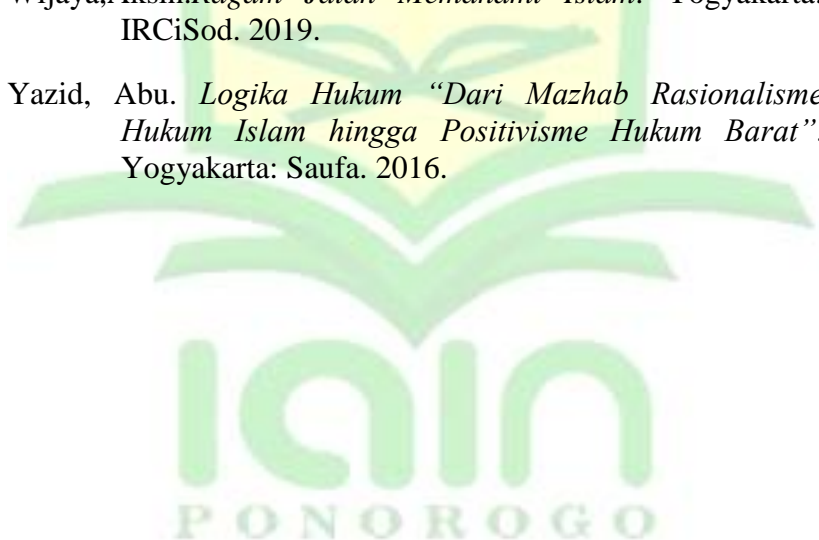 Wijaya,Aksin.Ragam Jalan Memahami Islam. Yogyakarta:
IRCiSod. 2019.
Yazid, Abu. Logika Hukum “Dari Mazhab Rasionalisme
Hukum Islam hingga Positivisme Hukum Barat”.
Yogyakarta: Saufa. 2016.
iain
PONOROGO